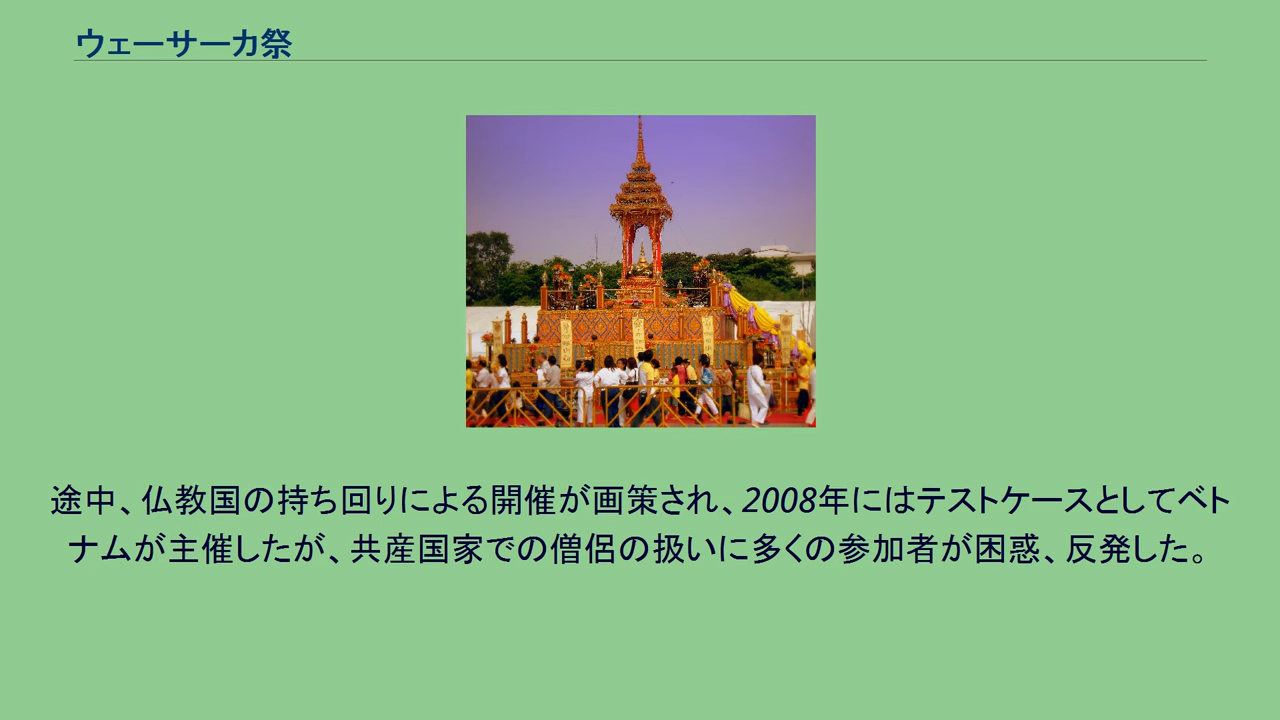 ウェーサーカ祭
途中、仏教国の持ち回りによる開催が画策され、2008年にはテストケースとしてベト
ナムが主催したが、共産国家での僧侶の扱いに多くの参加者が困惑、反発した。